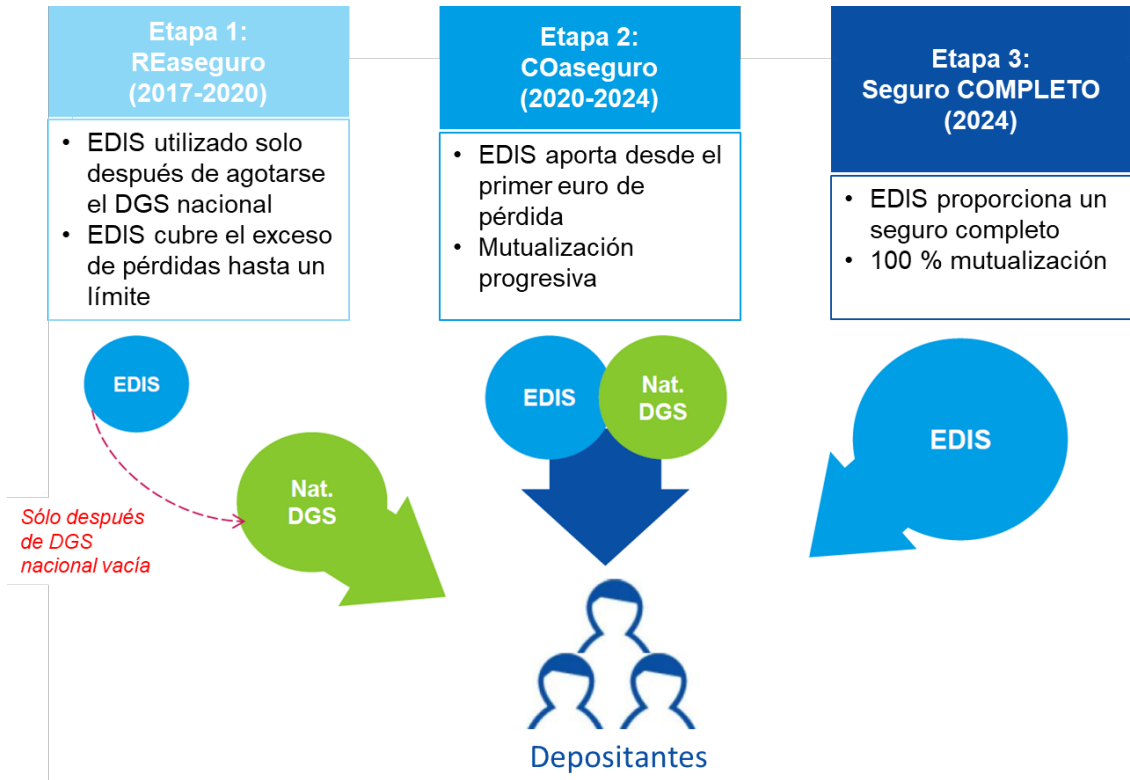 Etapa 1:
REaseguro
(2017-2020)
• EDIS utilizado solo
después de agotarse
el DGS nacional
• EDIS cubre el exceso
de pérdidas hasta un
límite
Etapa 2:
COaseguro
(2020-2024)
• EDIS aporta desde el
primer euro de
pérdida
• Mutualización
progresiva
Etapa 3:
Seguro COMPLETO
(2024)
• EDIS proporciona un
seguro completo
• 100 % mutualización
EDIS
Nat.
DGS
Sólo después
de DGS
nacional vacía
EDIS
Nat.
DGS
EDIS
Depositantes